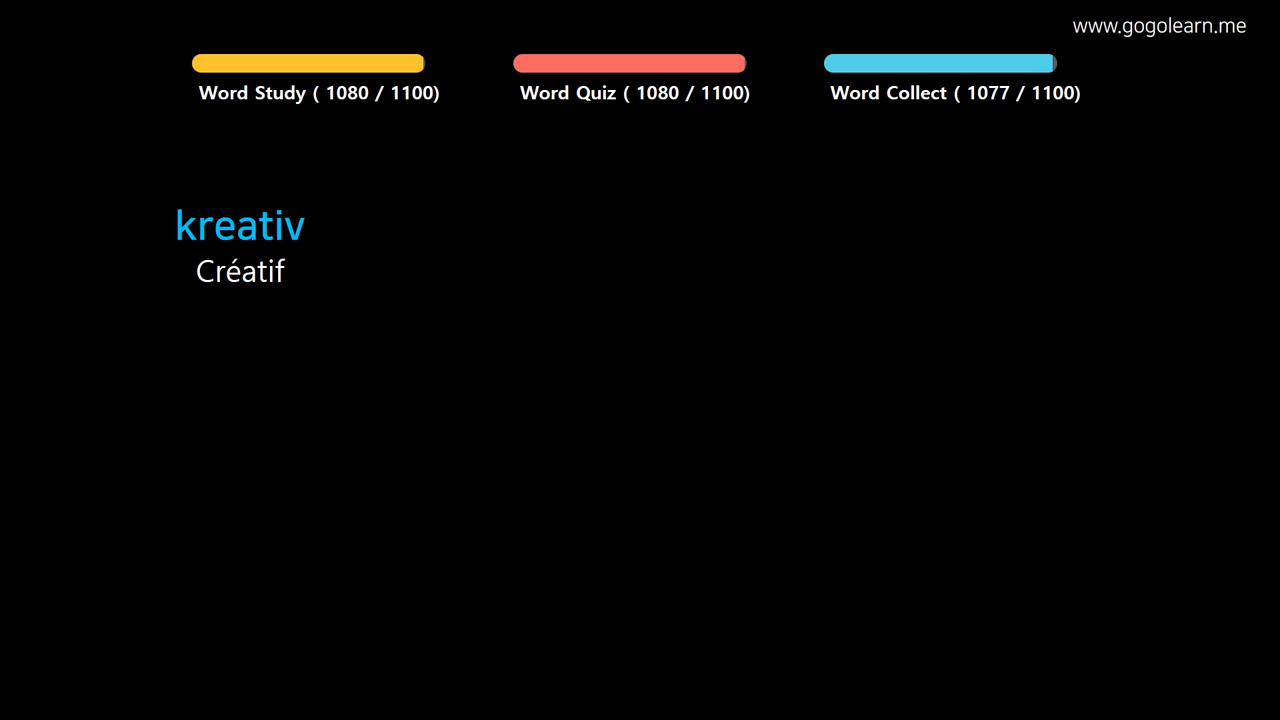 www.gogolearn.me
Word Study ( 1080 / 1100)
Word Quiz ( 1080 / 1100)
Word Collect ( 1077 / 1100)
kreativ
Créatif